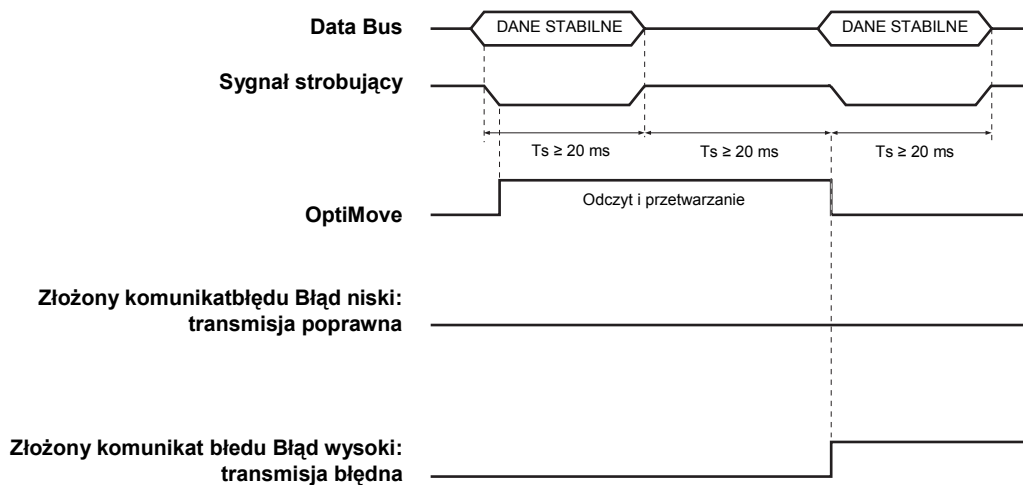 Data Bus
DANE STABILNE
DANE STABILNE
Sygnał strobujący
Ts ≥ 20 ms
Ts ≥ 20 ms
Ts ≥ 20 ms
OptiMove
Odczyt i przetwarzanie
Złożony komunikatbłędu Błąd niski:
transmisja poprawna
Złożony komunikat błedu Błąd wysoki:
transmisja błędna